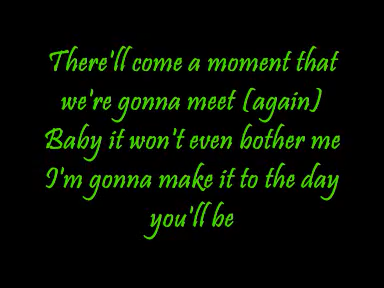 There'll come a moment that
we're gonna meet (again)
Baby it won't even bother me
I'm gonna make it to the day
you'll be